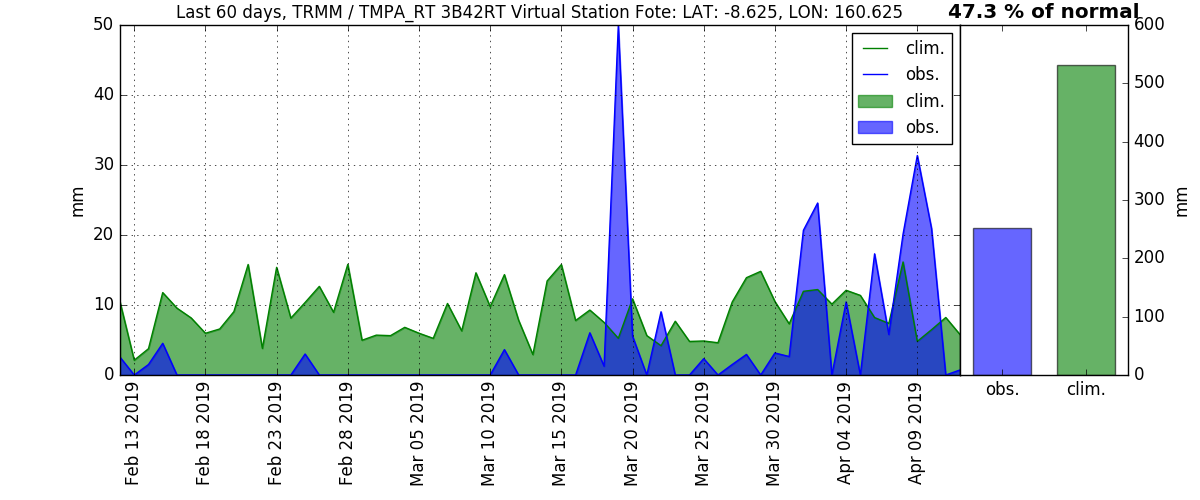 Last 60 days, TRMM / TMPA_RT 3B42RT Virtual Station Fote: LAT: -8.625, LON: 160.625
47.3 % of normal
50
40
30
20
10
0
mm
clim.
obs.
clim.
obs.
600
500
400
300
200
100
0
mm
obs.
clim.
Feb 13 2019
Feb 18 2019
Feb 23 2019
Feb 28 2019
Mar 05 2019
Mar 10 2019
Mar 15 2019
Mar 20 2019
Mar 25 2019
Mar 30 2019
Apr 04 2019
Apr 09 2019